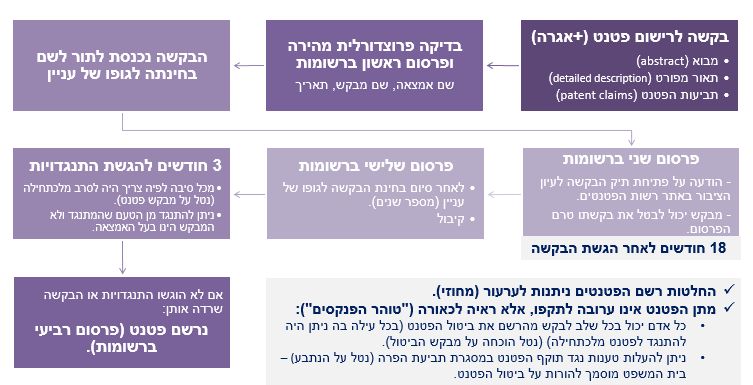 בקשה לרישום פטנט (+אגרה)
• מבוא (abstract)
• תאור מפורט (detailed description)
• תביעות הפטנט (patent claims)
בדיקה פרוצדורלית מהירה
ופרסום ראשון ברשומות
שם אמצאה, שם מבקש, תאריך
הבקשה נכנסת לתור לשם
בחינתה לגופו של עניין
פרסום שני ברשומות
- הודעה על פתיחת תיק הבקשה לעיון
הציבור באתר רשות הפטנטים.
- מבקש יכול לבטל את בקשתו טרם
הפרסום.
18 חודשים לאחר הגשת הבקשה
פרסום שלישי ברשומות
• לאחר סיום בחינת הבקשה לגופו של
עניין (מספר שנים).
• קיבול
3 חודשים להגשת התנגדויות
• מכל סיבה לפיה צריך היה לסרב מלכתחילה
(נטל על מבקש פטנט).
• ניתן להתנגד מן הטעם שהמתנגד ולא
המבקש הינו בעל האמצאה.
אם לא הוגשו התנגדויות או הבקשה
שרדה אותן:
נרשם פטנט (פרסום רביעי
ברשומות).
✓ החלטות רשם הפטנטים ניתנות לערעור (מחוזי).
✓ מתן הפטנט אינו ערובה לתקפו, אלא ראיה לכאורה ("טוהר הפנקסים"):
• כל אדם יכול בכל שלב לבקש מהרשם את ביטול הפטנט (בכל עילה בה ניתן היה
להתנגד לפטנט מלכתחילה) (נטל הוכחה על מבקש הביטול).
• ניתן להעלות טענות נגד תוקף הפטנט במסגרת תביעת הפרה (נטל על הנתבע) –
בית המשפט מוסמך להורות על ביטול הפטנט.